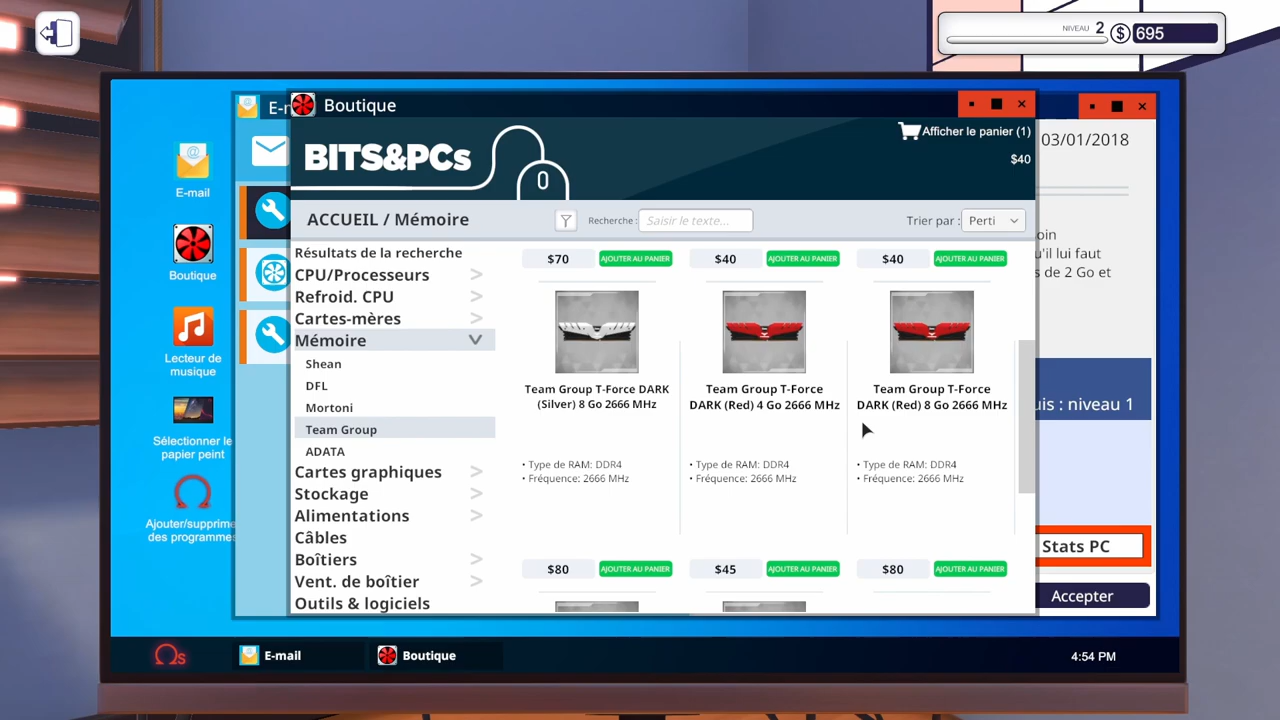 NIVEAU 2 $ 695
E-m
Boutique
Afficher le panier (1)
03/01/2018
BITS&PCs
$40
ACCUEIL / Mémoire
Recherche :
Saisir le texte...
Trier par :
Perti
Résultats de la recherche
CPU/Processeurs
Refroid. CPU
Cartes-mères
Mémoire
Shean
DFL
Mortoni
Team Group
ADATA
Cartes graphiques
Stockage
Alimentations
Câbles
Boîtiers
Vent. de boîtier
Outils & logiciels
$70 AJOUTER AU PANIER
$40 AJOUTER AU PANIER
$40 AJOUTER AU PANIER
Team Group T-Force DARK
(Silver) 8 Go 2666 MHz
• Type de RAM: DDR4
• Fréquence: 2666 MHz
$80 AJOUTER AU PANIER
Team Group T-Force
DARK (Red) 4 Go 2666 MHz
• Type de RAM: DDR4
• Fréquence: 2666 MHz
$45 AJOUTER AU PANIER
Team Group T-Force
DARK (Red) 8 Go 2666 MHz
• Type de RAM: DDR4
• Fréquence: 2666 MHz
$80 AJOUTER AU PANIER
oin
u'il lui faut
s de 2 Go et
uis : niveau 1
Stats PC
Accepter
E-mail
Boutique
Lecteur de
musique
Sélectionner le
papier peint
Ajouter/supprime
des programmes
Ωs
E-mail
Boutique
4:54 PM